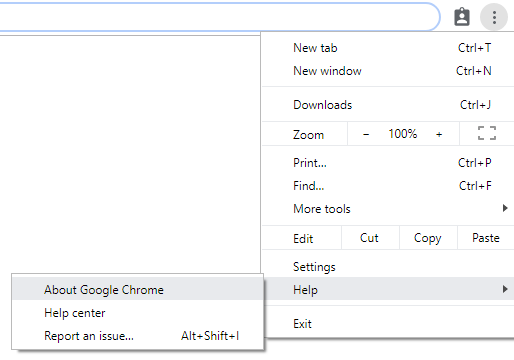 New tab Ctrl+T
New window Ctrl+N
Downloads Ctrl+J
Zoom − 100% +
Print... Ctrl+P
Find... Ctrl+F
More tools
Edit Cut Copy Paste
Settings
Help
Exit
About Google Chrome
Help center
Report an issue... Alt+Shift+I